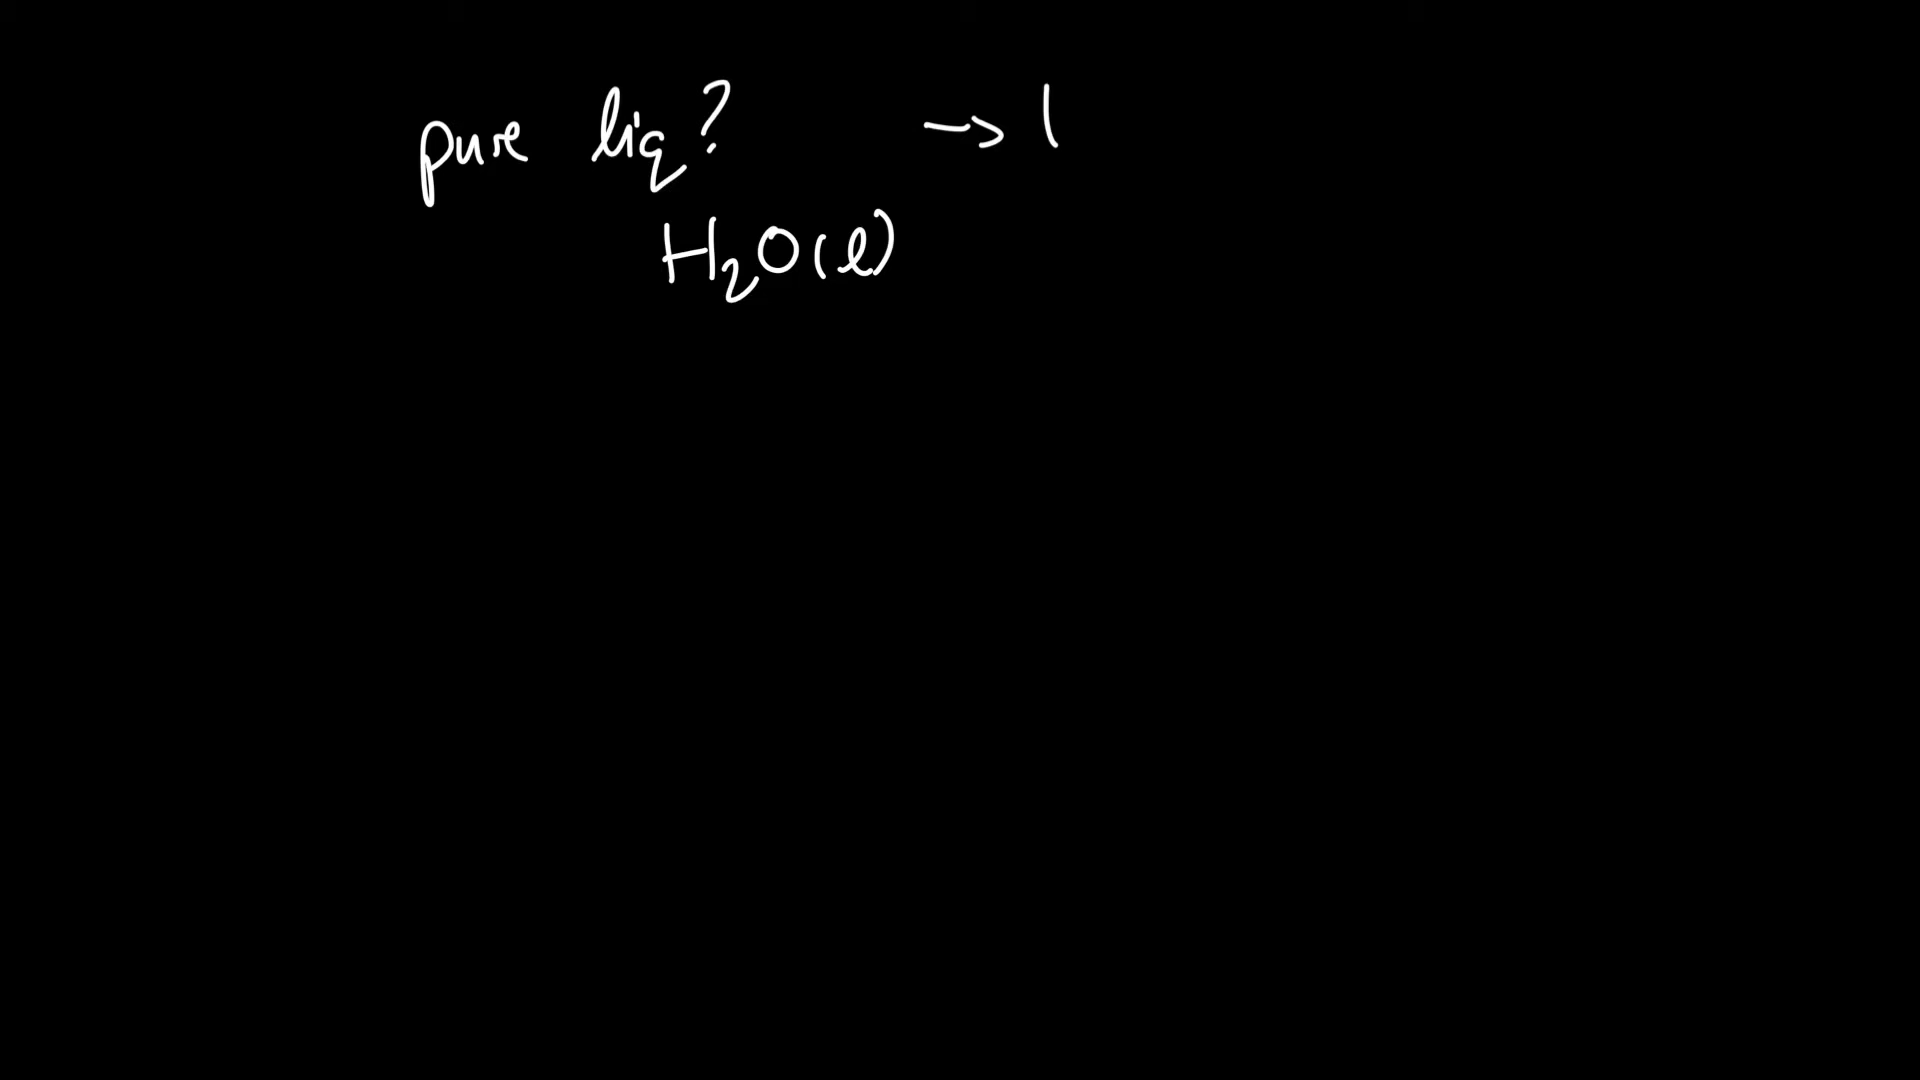 pure liq? → 1
H₂O(l)